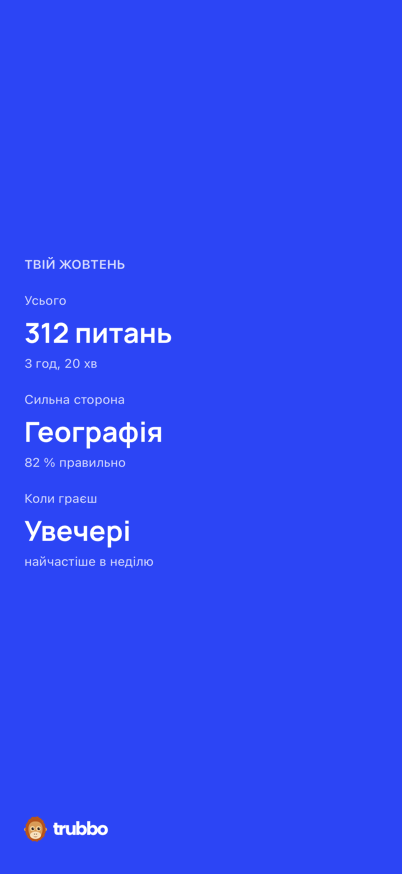 ТВІЙ ЖОВТЕНЬ
Усього
312 питань
3 год, 20 хв
Сильна сторона
Географія
82 % правильно
Коли граєш
Увечері
найчастіше в неділю
trubbo